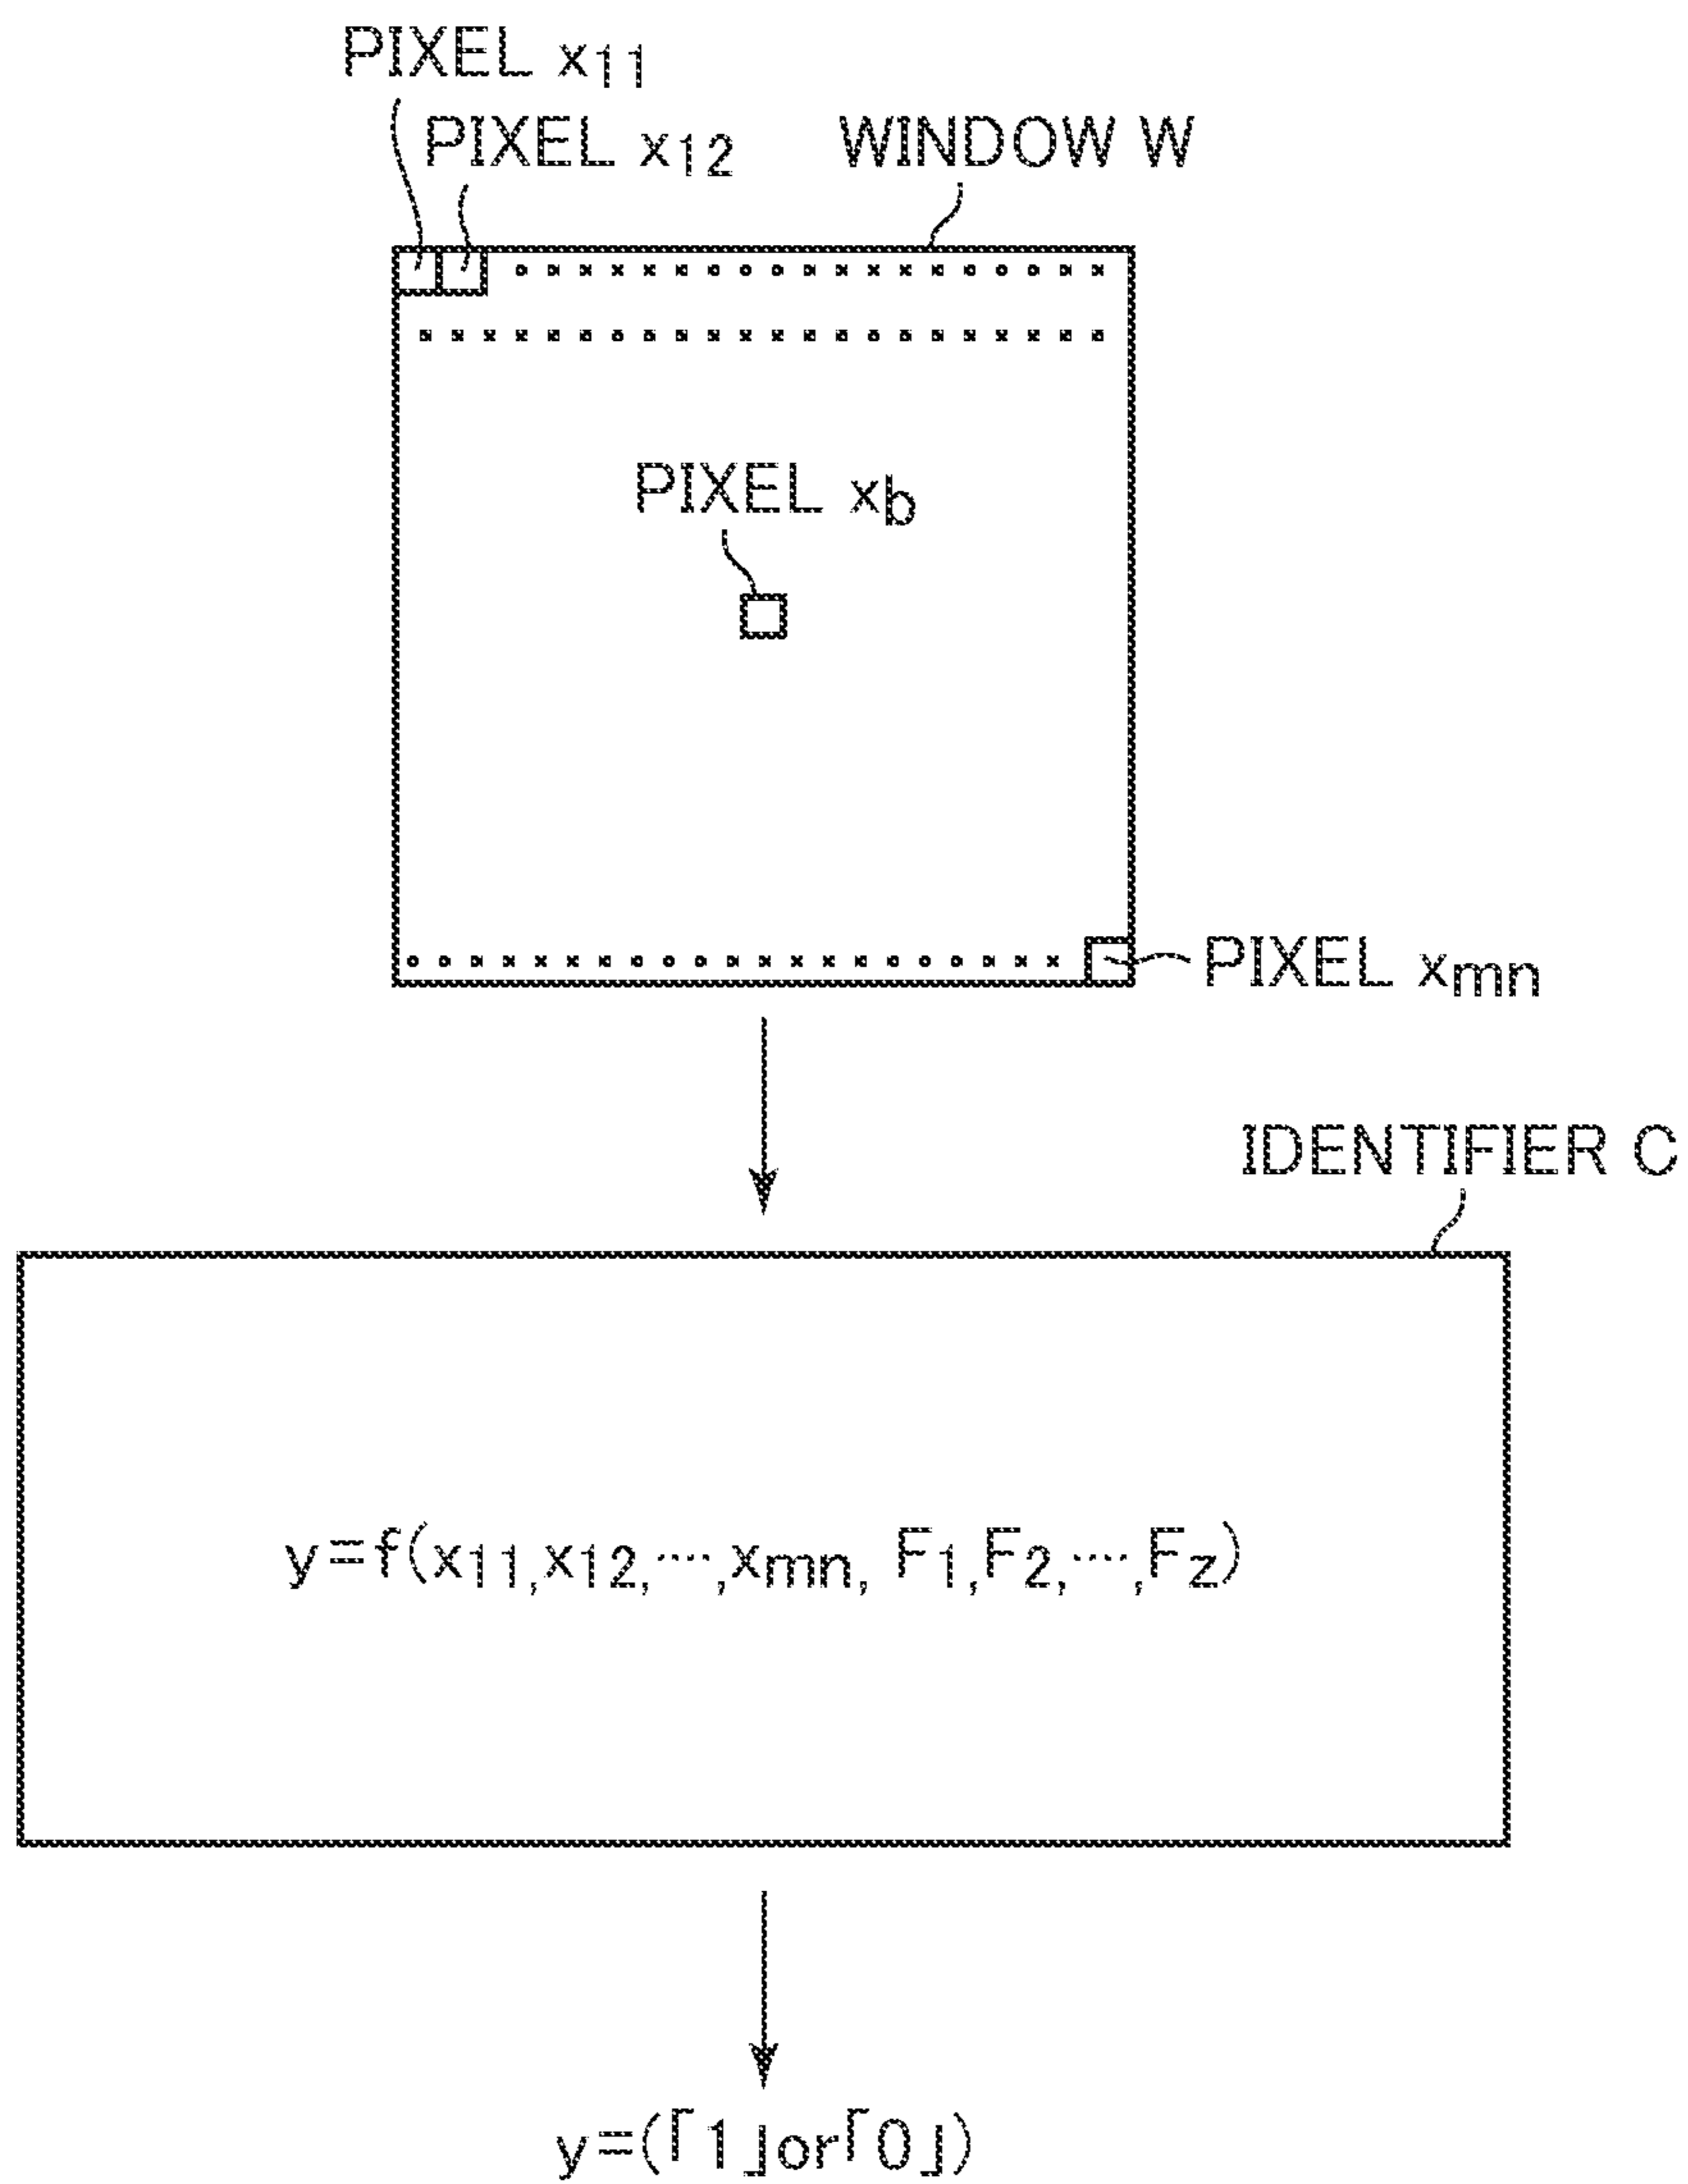 PIXEL x11
PIXEL x12
WINDOW W
PIXEL xb
PIXEL xmn
IDENTIFIER C
y=f(x11,x12,····,xmn, F1,F2,····,Fz)
y=(「1」or「0」)